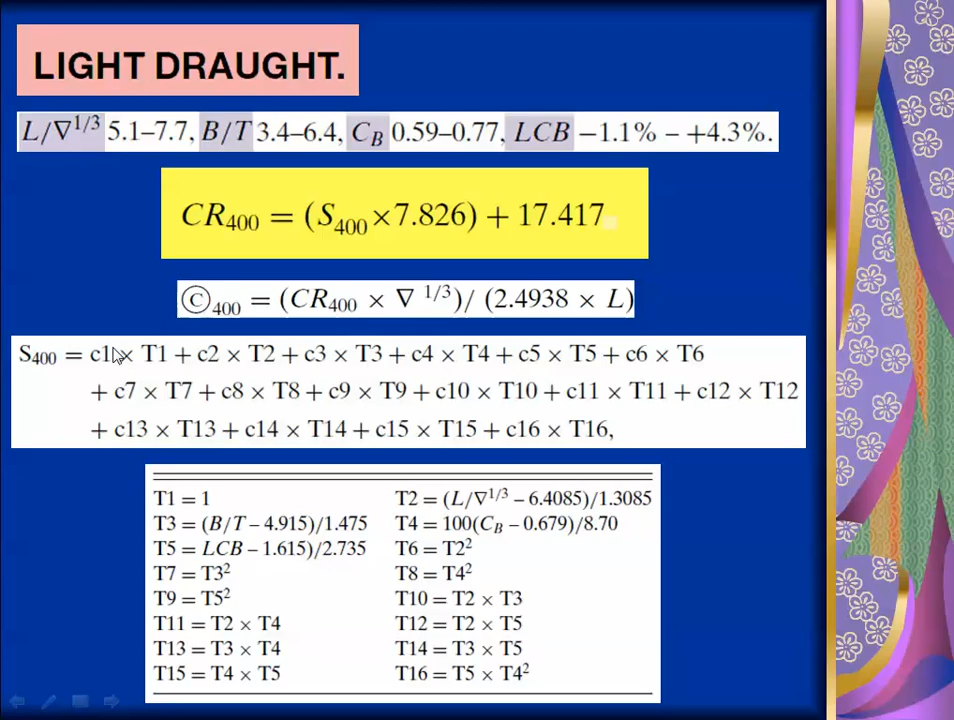 LIGHT DRAUGHT.
L/∇^1/3 5.1–7.7, B/T 3.4–6.4, C_B 0.59–0.77, LCB −1.1% – +4.3%.
CR_400 = (S_400 × 7.826) + 17.417
Ⓒ_400 = (CR_400 × ∇^1/3)/ (2.4938 × L)
S_400 = c1 × T1 + c2 × T2 + c3 × T3 + c4 × T4 + c5 × T5 + c6 × T6
+ c7 × T7 + c8 × T8 + c9 × T9 + c10 × T10 + c11 × T11 + c12 × T12
+ c13 × T13 + c14 × T14 + c15 × T15 + c16 × T16,
T1 = 1 T2 = (L/∇^1/3 – 6.4085)/1.3085
T3 = (B/T – 4.915)/1.475 T4 = 100(C_B – 0.679)/8.70
T5 = LCB – 1.615)/2.735 T6 = T2²
T7 = T3² T8 = T4²
T9 = T5² T10 = T2 × T3
T11 = T2 × T4 T12 = T2 × T5
T13 = T3 × T4 T14 = T3 × T5
T15 = T4 × T5 T16 = T5 × T4²